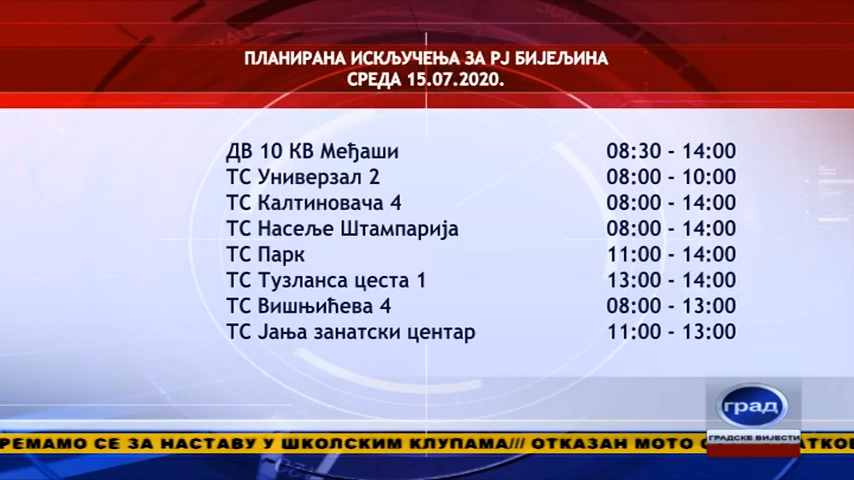 ПЛАНИРАНА ИСКЉУЧЕЊА ЗА РЈ БИЈЕЉИНА
СРЕДА 15.07.2020.
ДВ 10 КВ Међаши 08:30 - 14:00
ТС Универзал 2 08:00 - 10:00
ТС Калтиновача 4 08:00 - 14:00
ТС Насеље Штампарија 08:00 - 14:00
ТС Парк 11:00 - 14:00
ТС Тузланса цеста 1 13:00 - 14:00
ТС Вишњићева 4 08:00 - 13:00
ТС Јања занатски центар 11:00 - 13:00
град
ГРАДСКЕ ВИЈЕСТИ
РЕМАМО СЕ ЗА НАСТАВУ У ШКОЛСКИМ КЛУПАМА/// ОТКАЗАН МОТО